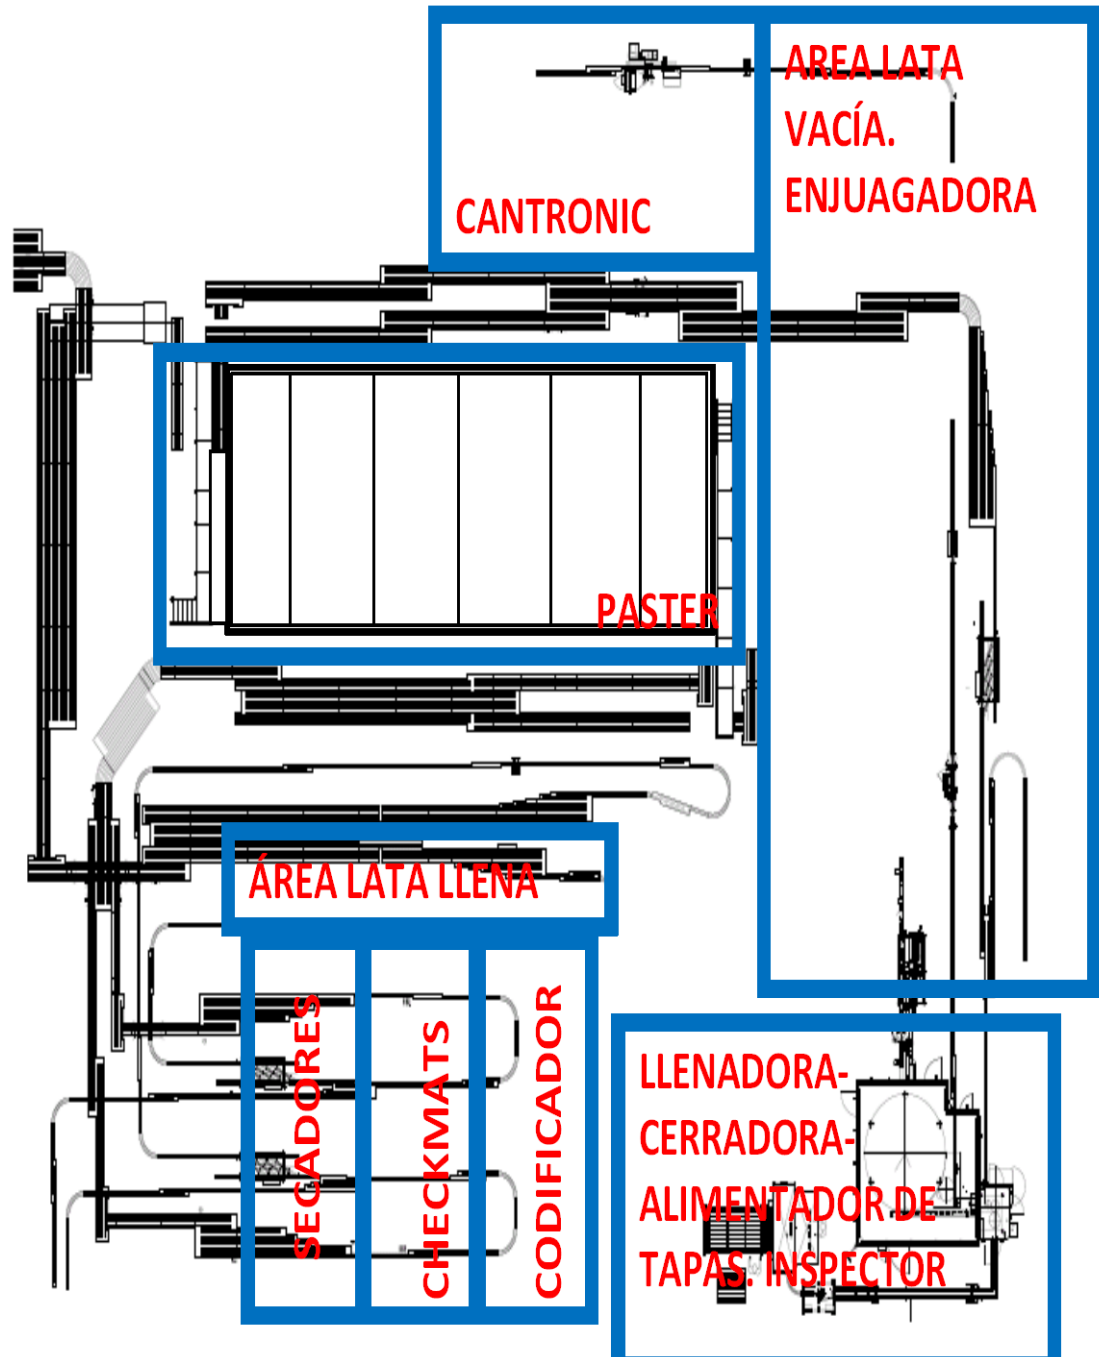 CANTRONIC
AREA LATA
VACÍA.
ENJUAGADORA
PASTER
ÁREA LATA LLENA
SECADORES
CHECKMATS
CODIFICADOR
LLENADORA-
CERRADORA-
ALIMENTADOR DE
TAPAS. INSPECTOR